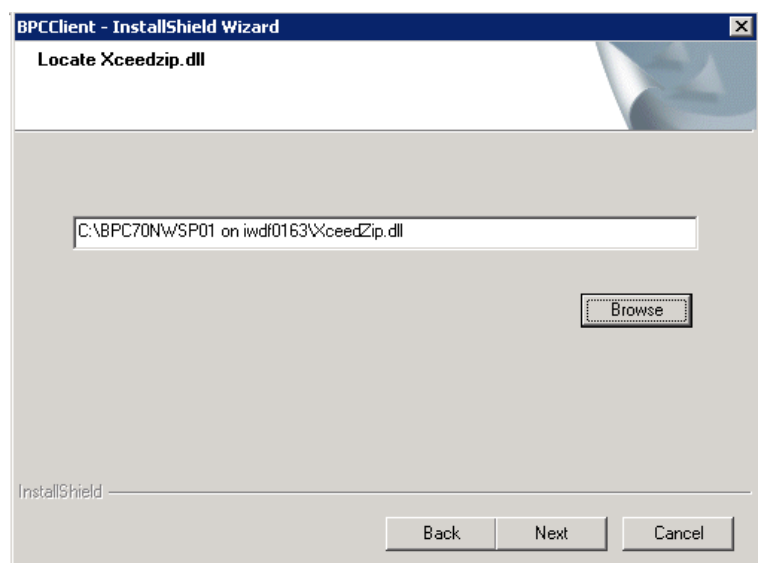 BPCClient - InstallShield Wizard
Locate Xceedzip.dll
C:\BPC70NWSP01 on iwdf0163\XceedZip.dll
Browse
InstallShield
Back Next Cancel